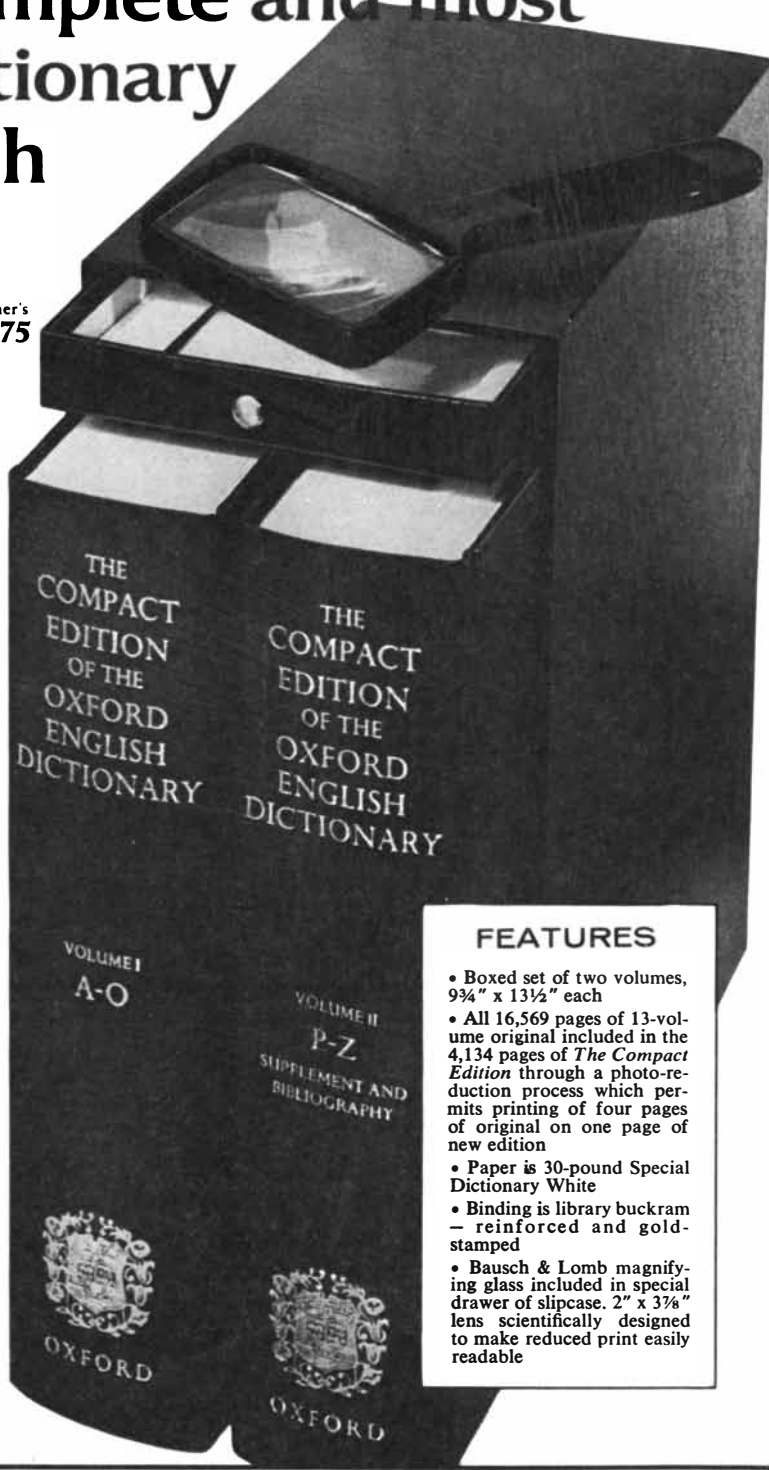 mplete and most
tionary
h
er's
75
THE
COMPACT
EDITION
OF THE
OXFORD
ENGLISH
DICTIONARY
VOLUME I
A-O
OXFORD
THE
COMPACT
EDITION
OF THE
OXFORD
ENGLISH
DICTIONARY
VOLUME II
P-Z
SUPPLEMENT AND
BIBLIOGRAPHY
OXFORD
FEATURES
• Boxed set of two volumes,
9¾" x 13½" each
• All 16,569 pages of 13-vol-
ume original included in the
4,134 pages of The Compact
Edition through a photo-re-
duction process which per-
mits printing of four pages
of original on one page of
new edition
• Paper is 30-pound Special
Dictionary White
• Binding is library buckram
— reinforced and gold-
stamped
• Bausch & Lomb magnify-
ing glass included in special
drawer of slipcase. 2" x 3⅞"
lens scientifically designed
to make reduced print easily
readable